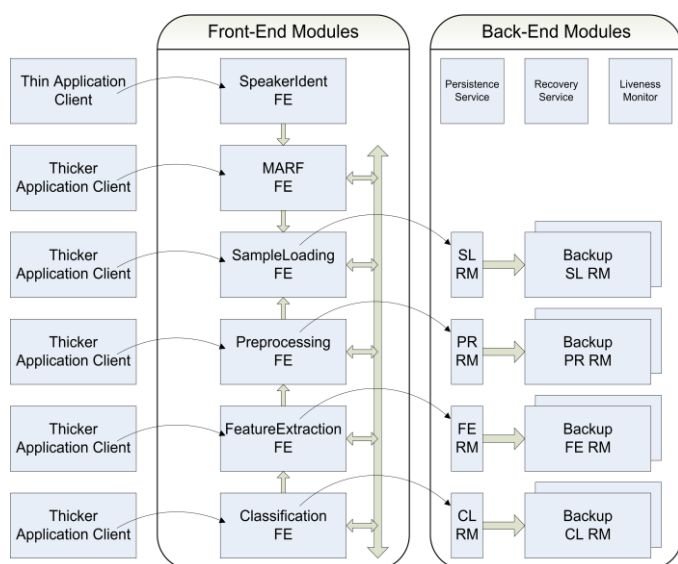 Front-End Modules
Back-End Modules
Thin Application
Client
SpeakerIdent
FE
Persistence
Service
Recovery
Service
Liveness
Monitor
Thicker
Application Client
MARF
FE
Thicker
Application Client
SampleLoading
FE
SL
RM
Backup
SL RM
Thicker
Application Client
Preprocessing
FE
PR
RM
Backup
PR RM
Thicker
Application Client
FeatureExtraction
FE
FE
RM
Backup
FE RM
Thicker
Application Client
Classification
FE
CL
RM
Backup
CL RM